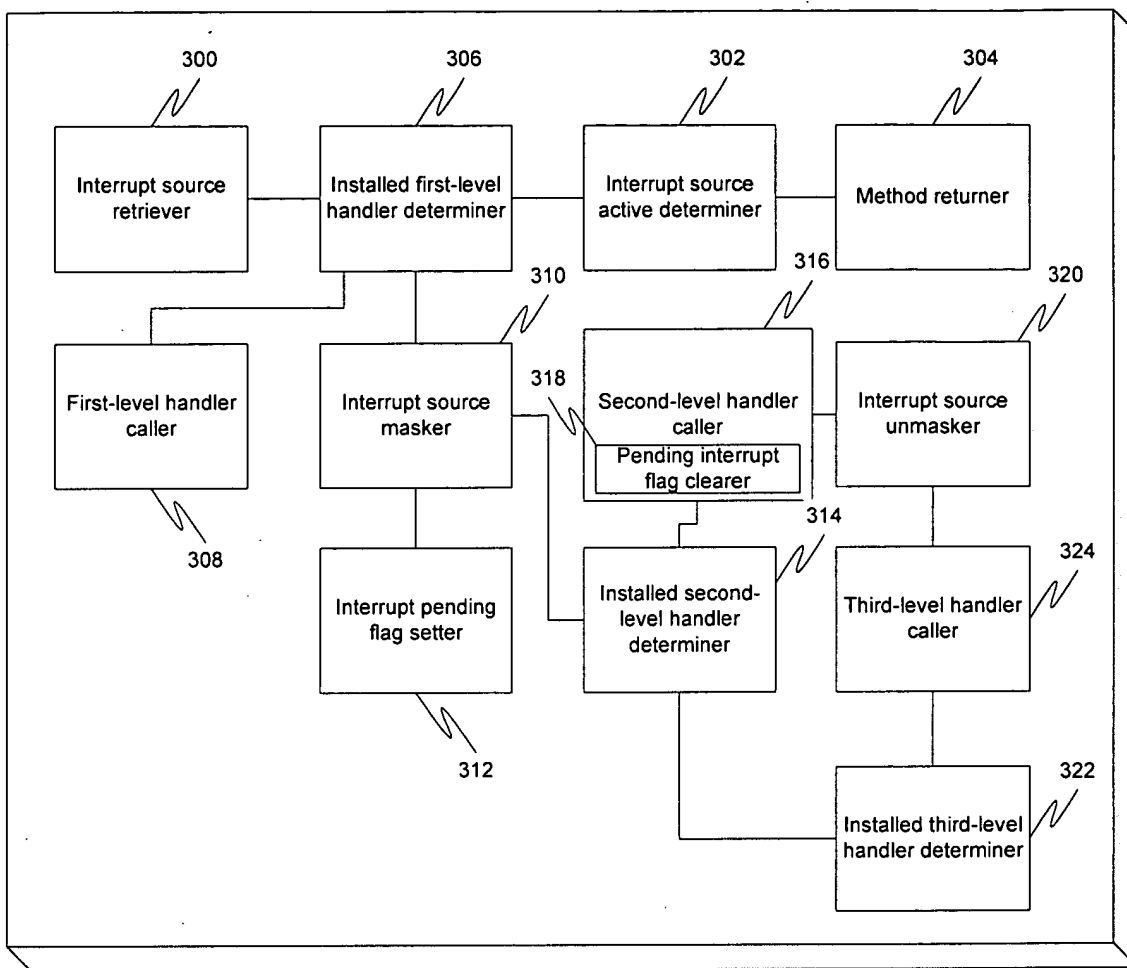 300
306
302
304
Interrupt source
retriever
Installed first-level
handler determiner
Interrupt source
active determiner
Method returner
310
316
320
First-level handler
caller
Interrupt source
masker
318
Second-level handler
caller
Pending interrupt
flag clearer
Interrupt source
unmasker
308
314
324
Interrupt pending
flag setter
Installed second-
level handler
determiner
Third-level handler
caller
312
322
Installed third-level
handler determiner